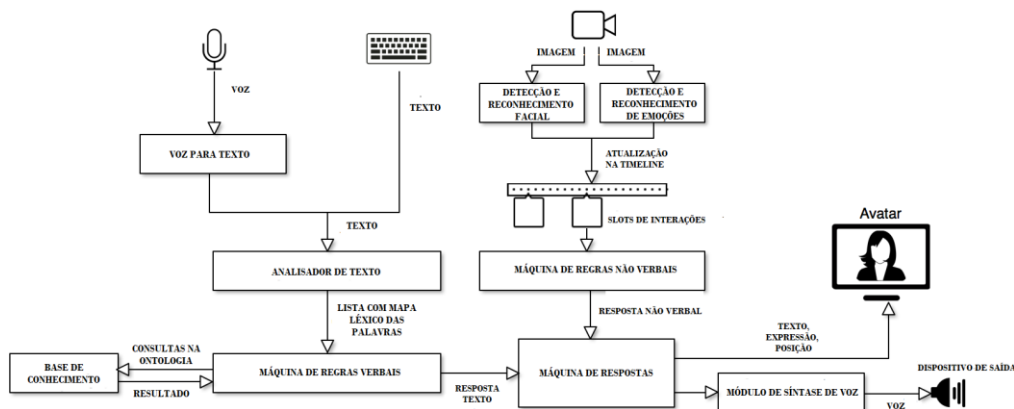 IMAGEM
IMAGEM
VOZ
TEXTO
DETECÇÃO E
RECONHECIMENTO
FACIAL
DETECÇÃO E
RECONHECIMENTO
DE EMOÇÕES
VOZ PARA TEXTO
ATUALIZAÇÃO
NA TIMELINE
SLOTS DE INTERAÇÕES
TEXTO
Avatar
ANALISADOR DE TEXTO
MÁQUINA DE REGRAS NÃO VERBAIS
LISTA COM MAPA
LÉXICO DAS
PALAVRAS
RESPOSTA NÃO VERBAL
TEXTO,
EXPRESSÃO,
POSIÇÃO
CONSULTAS NA
ONTOLOGIA
BASE DE
CONHECIMENTO
RESULTADO
MÁQUINA DE REGRAS VERBAIS
RESPOSTA
TEXTO
MÁQUINA DE RESPOSTAS
MÓDULO DE SÍNTASE DE VOZ
VOZ
DISPOSITIVO DE SAÍDA